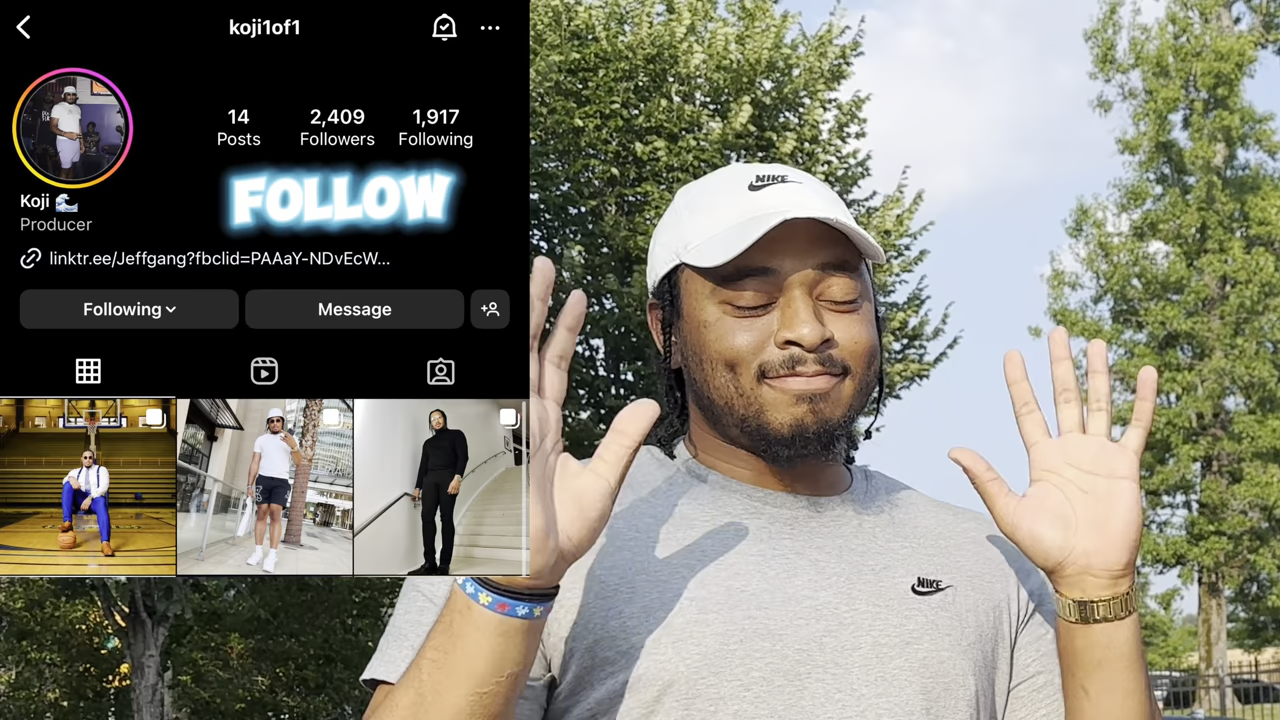 koji1of1
14
2,409
1,917
Posts
Followers
Following
FOLLOW
Koji 🌊
Producer
linktr.ee/Jeffgang?fbclid=PAAaY-NDvEcW...
Following
Message
NIKE
NIKE